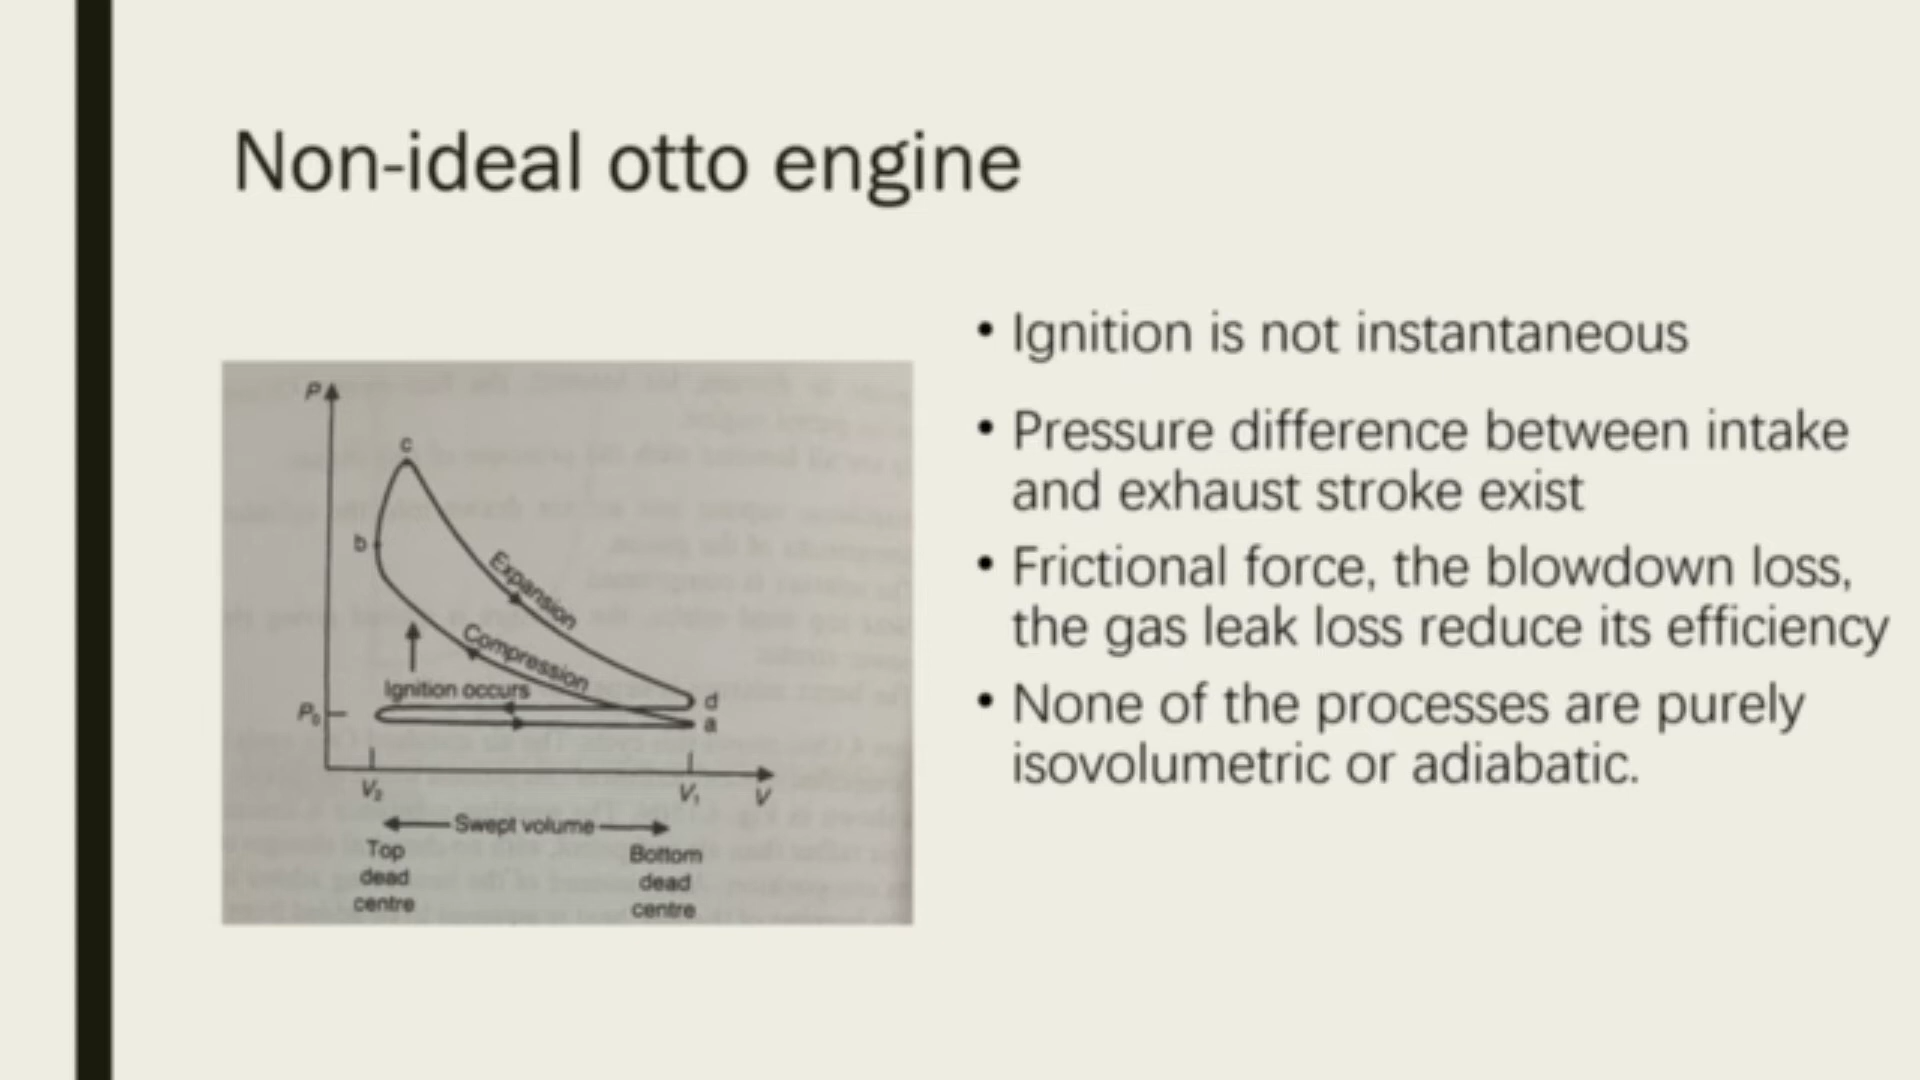 Non-ideal otto engine
• Ignition is not instantaneous
• Pressure difference between intake
and exhaust stroke exist
• Frictional force, the blowdown loss,
the gas leak loss reduce its efficiency
• None of the processes are purely
isovolumetric or adiabatic.
P
c
b
Expansion
Compression
Ignition occurs
d
P₀
a
V₂
V₁
V
Swept volume
Top
dead
centre
Bottom
dead
centre